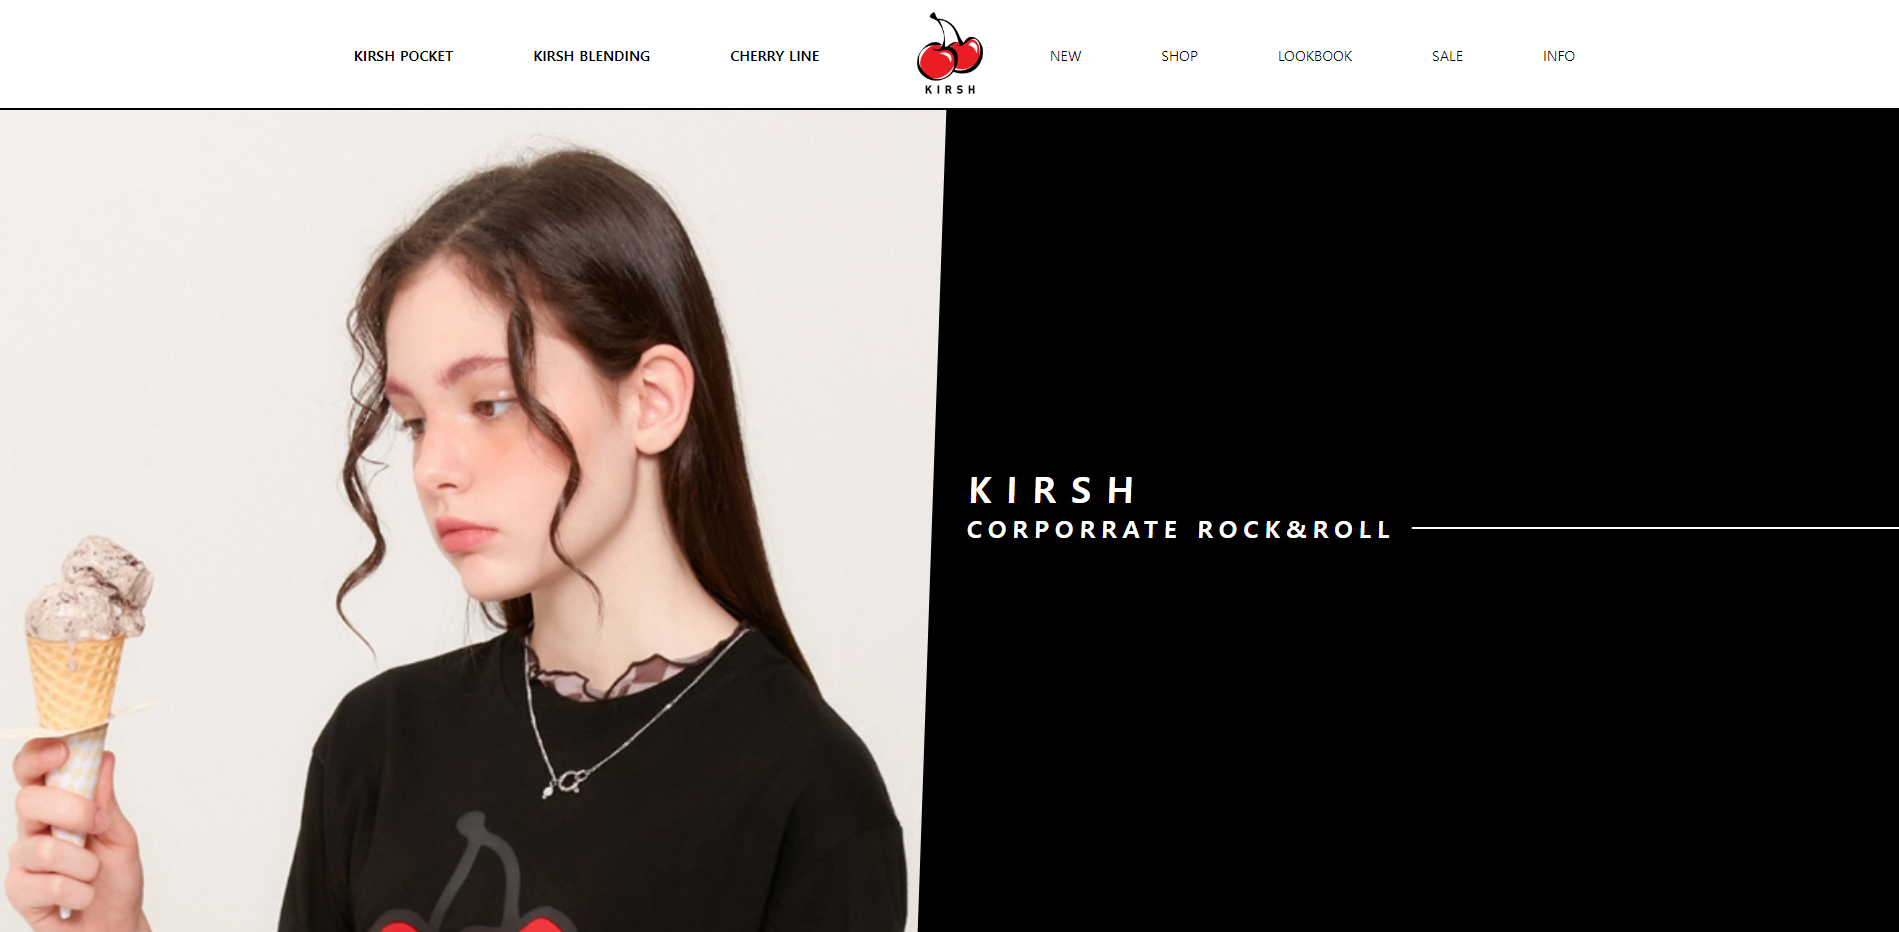 KIRSH POCKET
KIRSH BLENDING
CHERRY LINE
KIRSH
NEW
SHOP
LOOKBOOK
SALE
INFO
KIRSH
CORPORRATE ROCK&ROLL